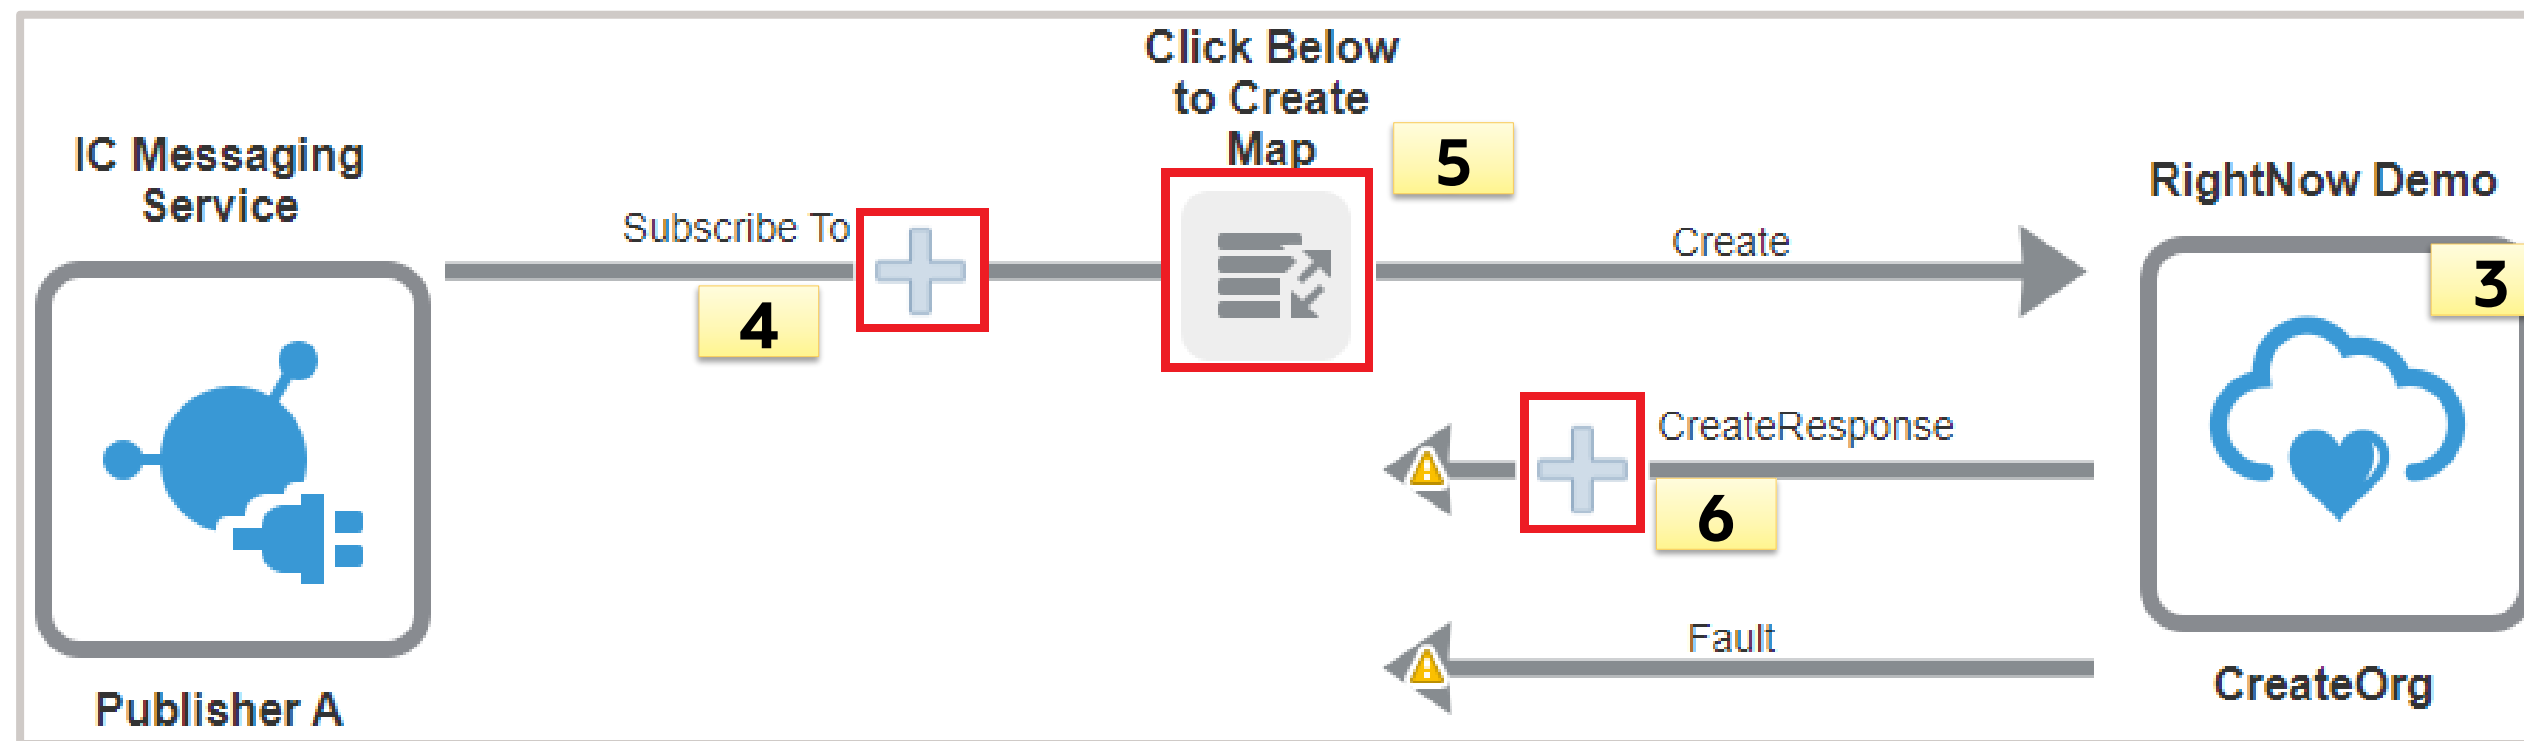 Click Below
to Create
Map
5
IC Messaging
Service
RightNow Demo
Subscribe To
Create
3
4
CreateResponse
6
Fault
CreateOrg
Publisher A